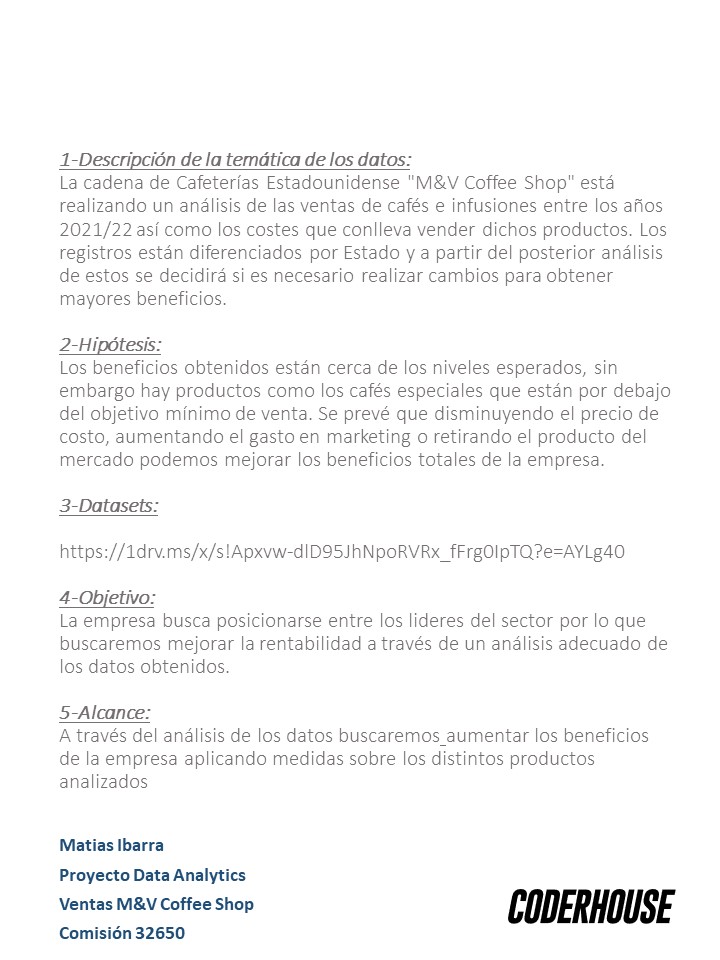 1-Descripción de la temática de los datos:
La cadena de Cafeterías Estadounidense "M&V Coffee Shop" está
realizando un análisis de las ventas de cafés e infusiones entre los años
2021/22 así como los costes que conlleva vender dichos productos. Los
registros están diferenciados por Estado y a partir del posterior análisis
de estos se decidirá si es necesario realizar cambios para obtener
mayores beneficios.
2-Hipótesis:
Los beneficios obtenidos están cerca de los niveles esperados, sin
embargo hay productos como los cafés especiales que están por debajo
del objetivo mínimo de venta. Se prevé que disminuyendo el precio de
costo, aumentando el gasto en marketing o retirando el producto del
mercado podemos mejorar los beneficios totales de la empresa.
3-Datasets:
https://1drv.ms/x/s!Apxvw-dlD95JhNpoRVRx_fFrg0IpTQ?e=AYLg40
4-Objetivo:
La empresa busca posicionarse entre los lideres del sector por lo que
buscaremos mejorar la rentabilidad a través de un análisis adecuado de
los datos obtenidos.
5-Alcance:
A través del análisis de los datos buscaremos aumentar los beneficios
de la empresa aplicando medidas sobre los distintos productos
analizados
Matias Ibarra
Proyecto Data Analytics
Ventas M&V Coffee Shop
Comisión 32650
CODERHOUSE